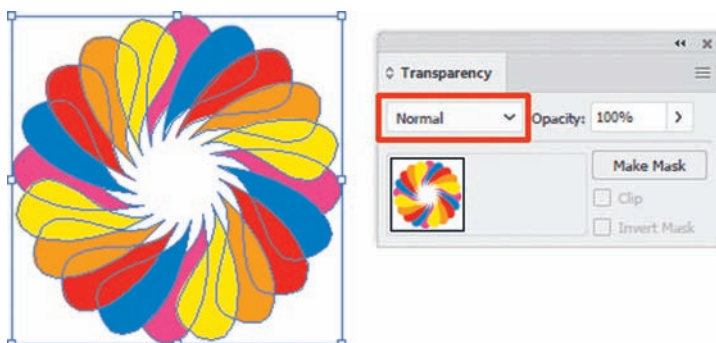 Transparency
Normal Opacity: 100%
Make Mask
Clip
Invert Mask